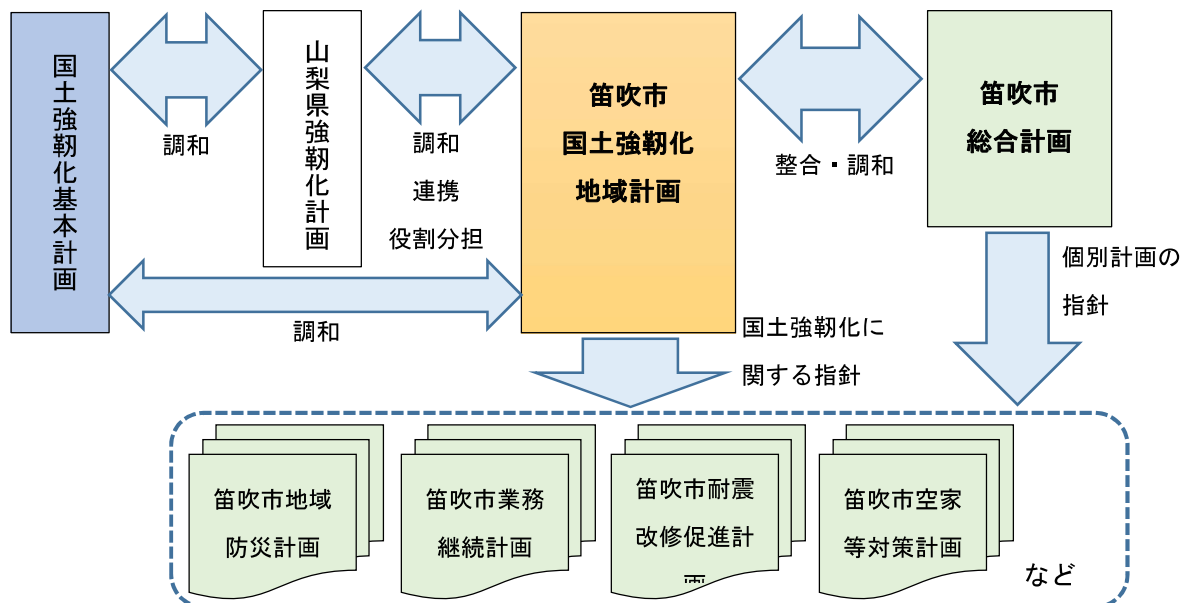 国土強靭化基本計画
調和
山梨県強靭化計画
調和
連携
役割分担
調和
笛吹市
国土強靭化
地域計画
整合・調和
笛吹市
総合計画
国土強靭化に
関する指針
個別計画の
指針
笛吹市地域
防災計画
笛吹市業務
継続計画
笛吹市耐震
改修促進計
画
笛吹市空家
等対策計画
など